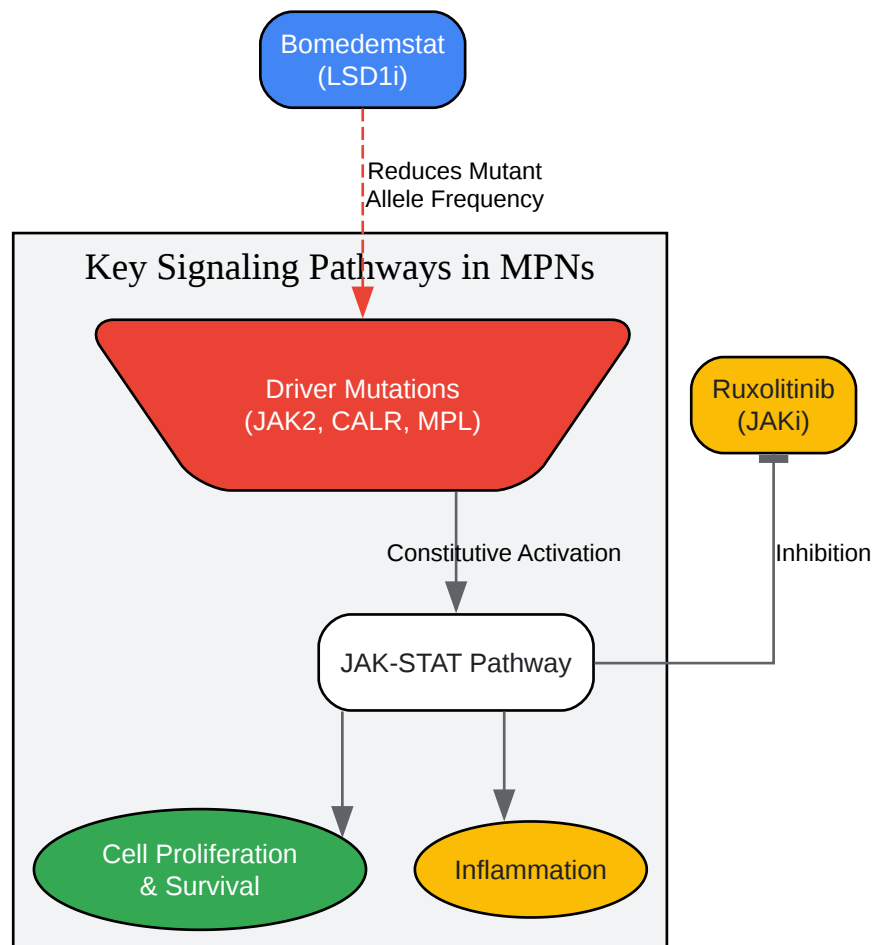 Bomedemstat
(LSD1i)
Reduces Mutant
Allele Frequency
Key Signaling Pathways in MPNs
Driver Mutations
(JAK2, CALR, MPL)
Ruxolitinib
(JAKi)
Constitutive Activation
Inhibition
JAK-STAT Pathway
Cell Proliferation
& Survival
Inflammation